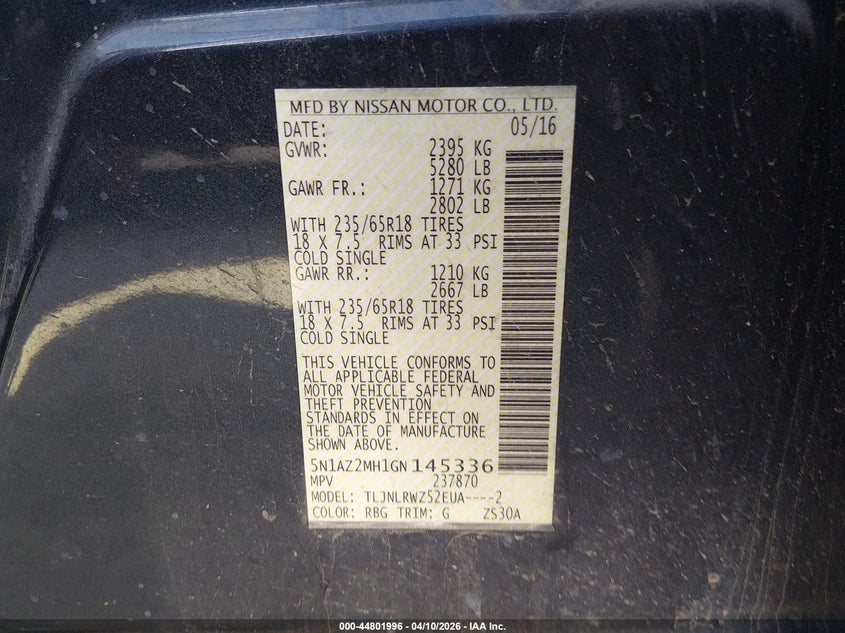 MFD BY NISSAN MOTOR CO., LTD.
DATE: 05/16
GVWR: 2395 KG
5280 LB
GAWR FR.: 1271 KG
2802 LB
WITH 235/65R18 TIRES
18 X 7.5 RIMS AT 33 PSI
COLD SINGLE
GAWR RR.: 1210 KG
2667 LB
WITH 235/65R18 TIRES
18 X 7.5 RIMS AT 33 PSI
COLD SINGLE
THIS VEHICLE CONFORMS TO
ALL APPLICABLE FEDERAL
MOTOR VEHICLE SAFETY AND
THEFT PREVENTION
STANDARDS IN EFFECT ON
THE DATE OF MANUFACTURE
SHOWN ABOVE.
5N1AZ2MH1GN145336
MPV 237870
MODEL: TLJNLRWZ52EUA----2
COLOR: RBG TRIM: G ZS30A
000-44801996 - 04/10/2026 - IAA Inc.